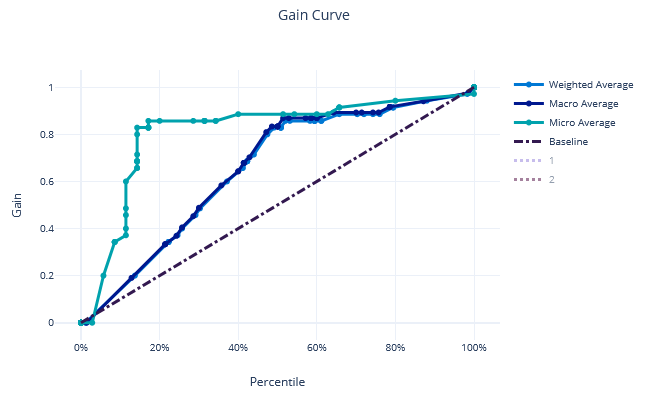 Gain Curve
1
0.8
0.6
0.4
0.2
0
Gain
0%
20%
40%
60%
80%
100%
Percentile
Weighted Average
Macro Average
Micro Average
Baseline
1
2